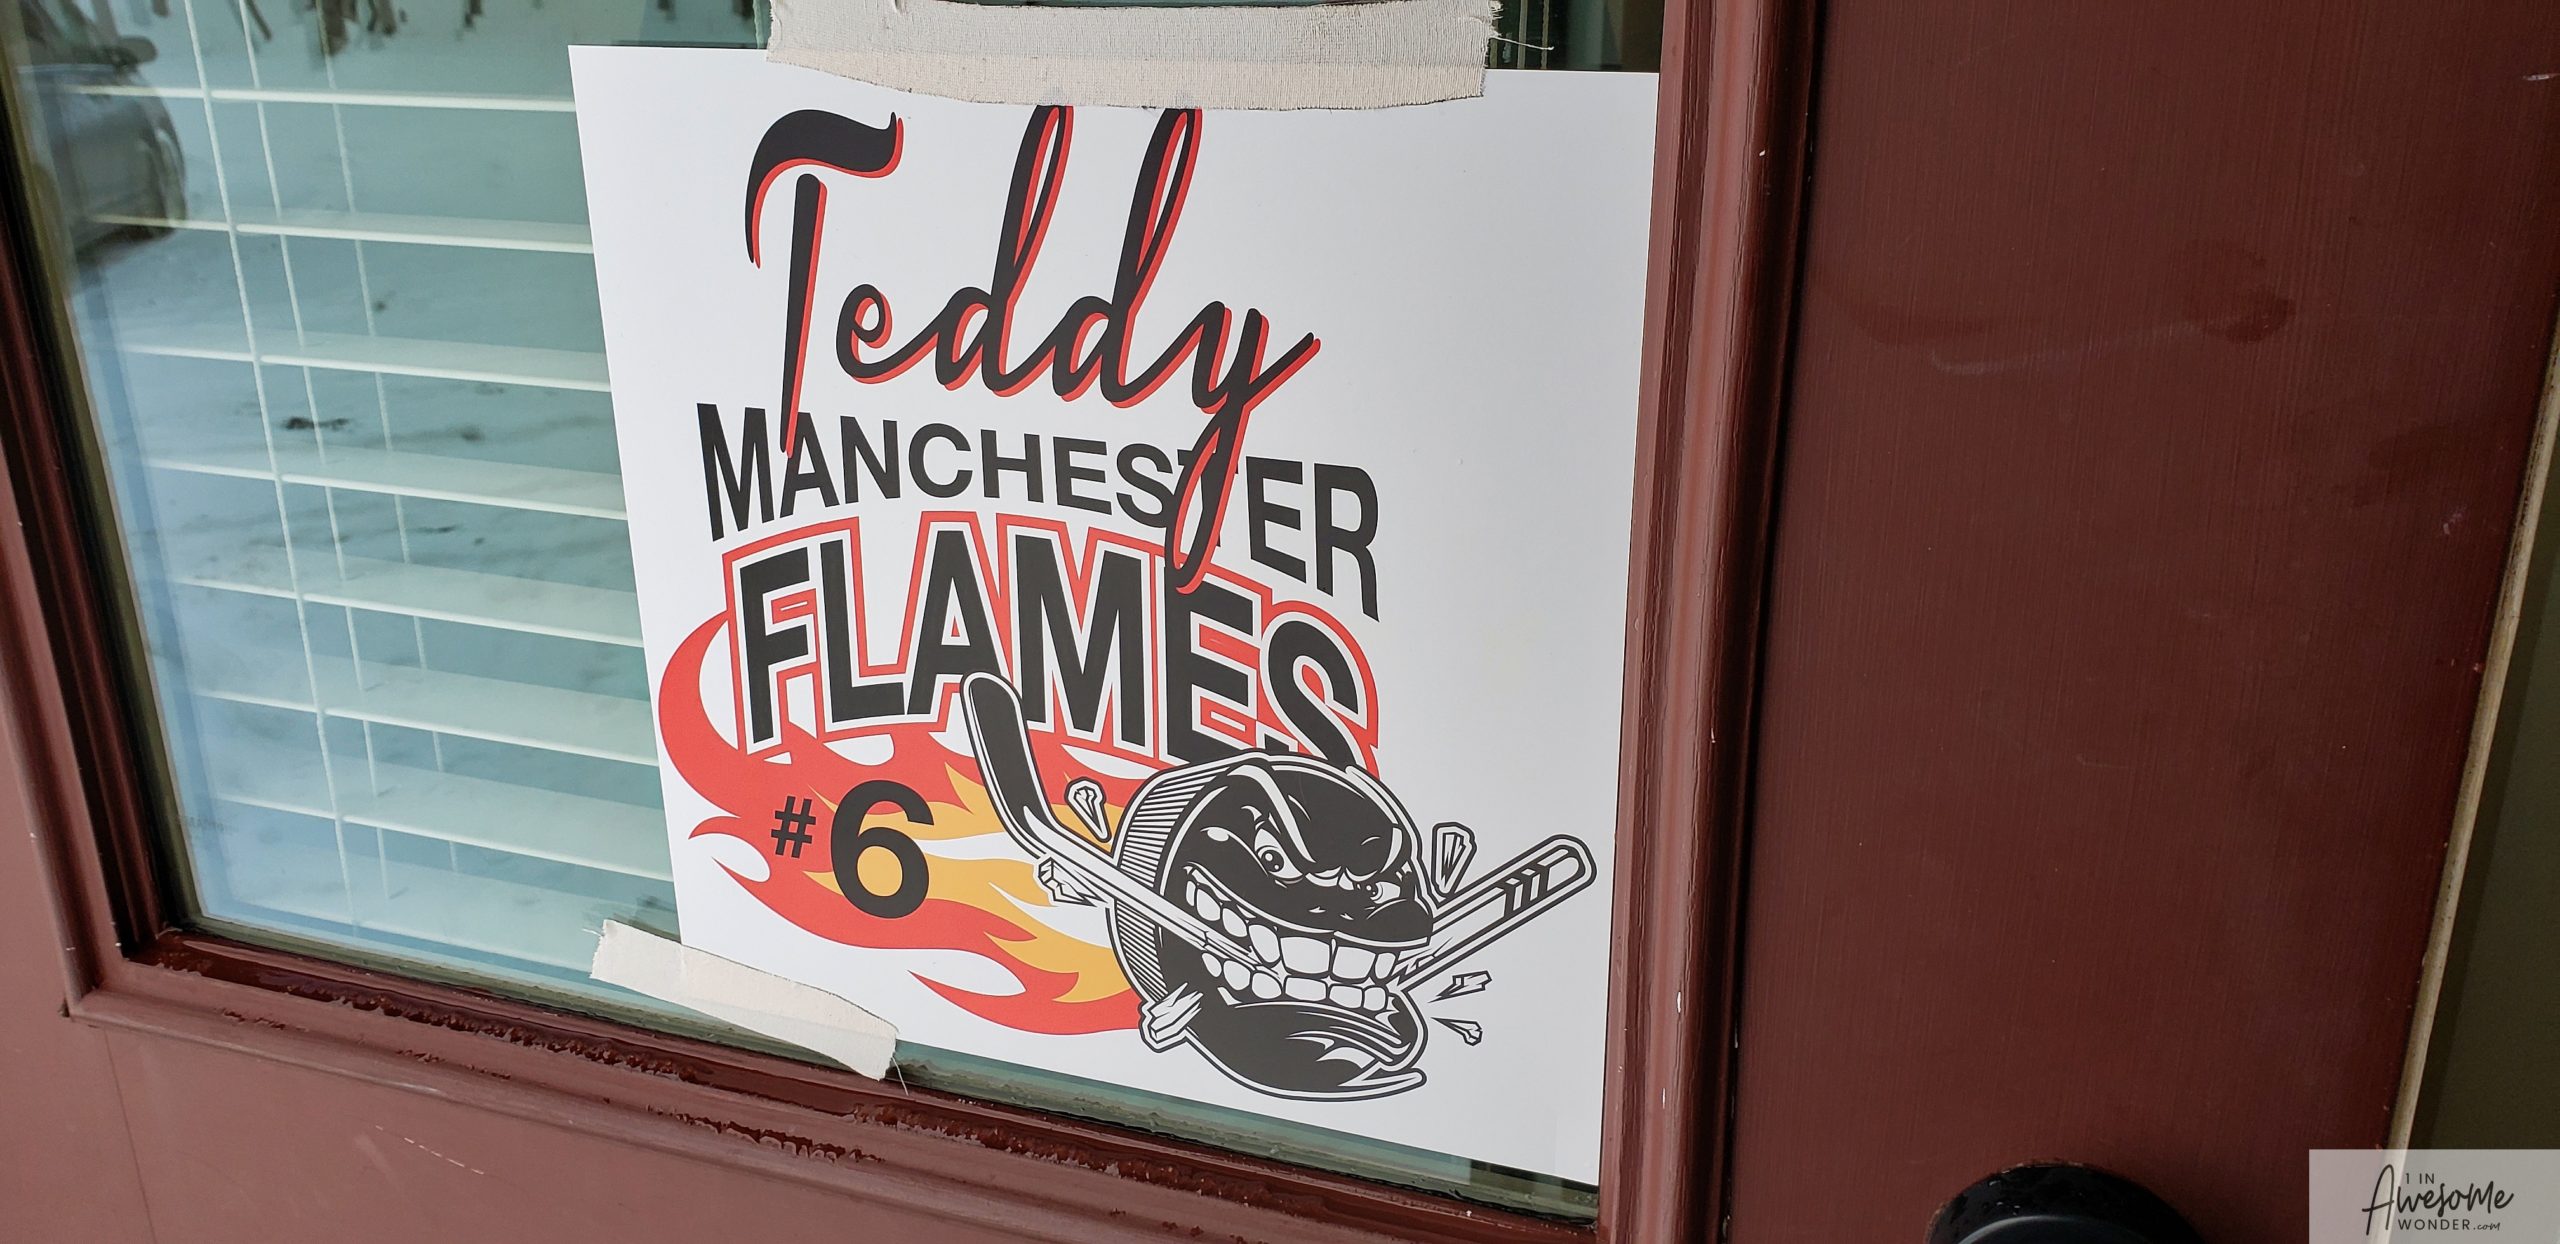 Teddy
MANCHESTER
FLAMES
#6
1 IN
AWESOME
WONDER.com